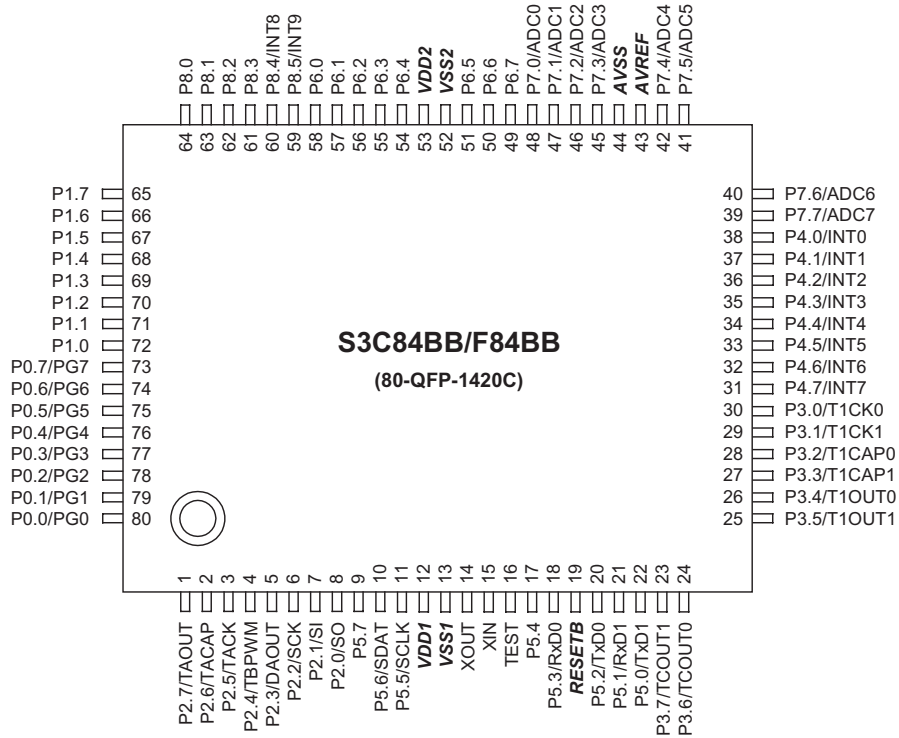 P8.0
P8.1
P8.2
P8.3
P8.4/INT8
P8.5/INT9
P6.0
P6.1
P6.2
P6.3
P6.4
VDD2
VSS2
P6.5
P6.6
P6.7
P7.0/ADC0
P7.1/ADC1
P7.2/ADC2
P7.3/ADC3
AVSS
AVREF
P7.4/ADC4
P7.5/ADC5
64
63
62
61
60
59
58
57
56
55
54
53
52
51
50
49
48
47
46
45
44
43
42
41
P1.7 65
P1.6 66
P1.5 67
P1.4 68
P1.3 69
P1.2 70
P1.1 71
P1.0 72
P0.7/PG7 73
P0.6/PG6 74
P0.5/PG5 75
P0.4/PG4 76
P0.3/PG3 77
P0.2/PG2 78
P0.1/PG1 79
P0.0/PG0 80
S3C84BB/F84BB
(80-QFP-1420C)
40 P7.6/ADC6
39 P7.7/ADC7
38 P4.0/INT0
37 P4.1/INT1
36 P4.2/INT2
35 P4.3/INT3
34 P4.4/INT4
33 P4.5/INT5
32 P4.6/INT6
31 P4.7/INT7
30 P3.0/T1CK0
29 P3.1/T1CK1
28 P3.2/T1CAP0
27 P3.3/T1CAP1
26 P3.4/T1OUT0
25 P3.5/T1OUT1
1
2
3
4
5
6
7
8
9
10
11
12
13
14
15
16
17
18
19
20
21
22
23
24
P2.7/TAOUT
P2.6/TACAP
P2.5/TACK
P2.4/TBPWM
P2.3/DAOUT
P2.2/SCK
P2.1/SI
P2.0/SO
P5.7
P5.6/SDAT
P5.5/SCLK
VDD1
VSS1
XOUT
XIN
TEST
P5.4
P5.3/RxD0
RESETB
P5.2/TxD0
P5.1/RxD1
P5.0/TxD1
P3.7/TCOUT1
P3.6/TCOUT0